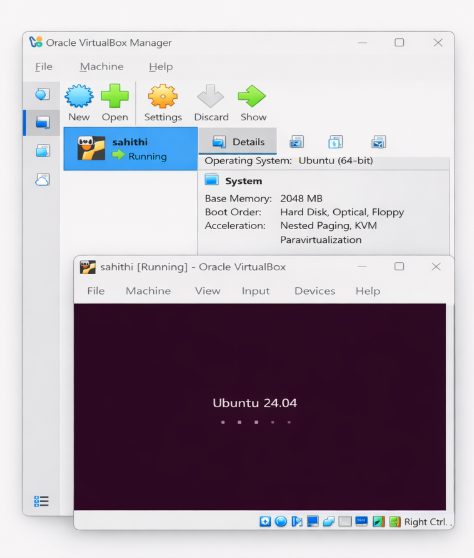 Oracle VirtualBox Manager
File Machine Help
New Open Settings Discard Show
sahithi
Running
Details
Operating System: Ubuntu (64-bit)
System
Base Memory: 2048 MB
Boot Order: Hard Disk, Optical, Floppy
Acceleration: Nested Paging, KVM
Paravirtualization
sahithi [Running] - Oracle VirtualBox
File Machine View Input Devices Help
Ubuntu 24.04
Right Ctrl